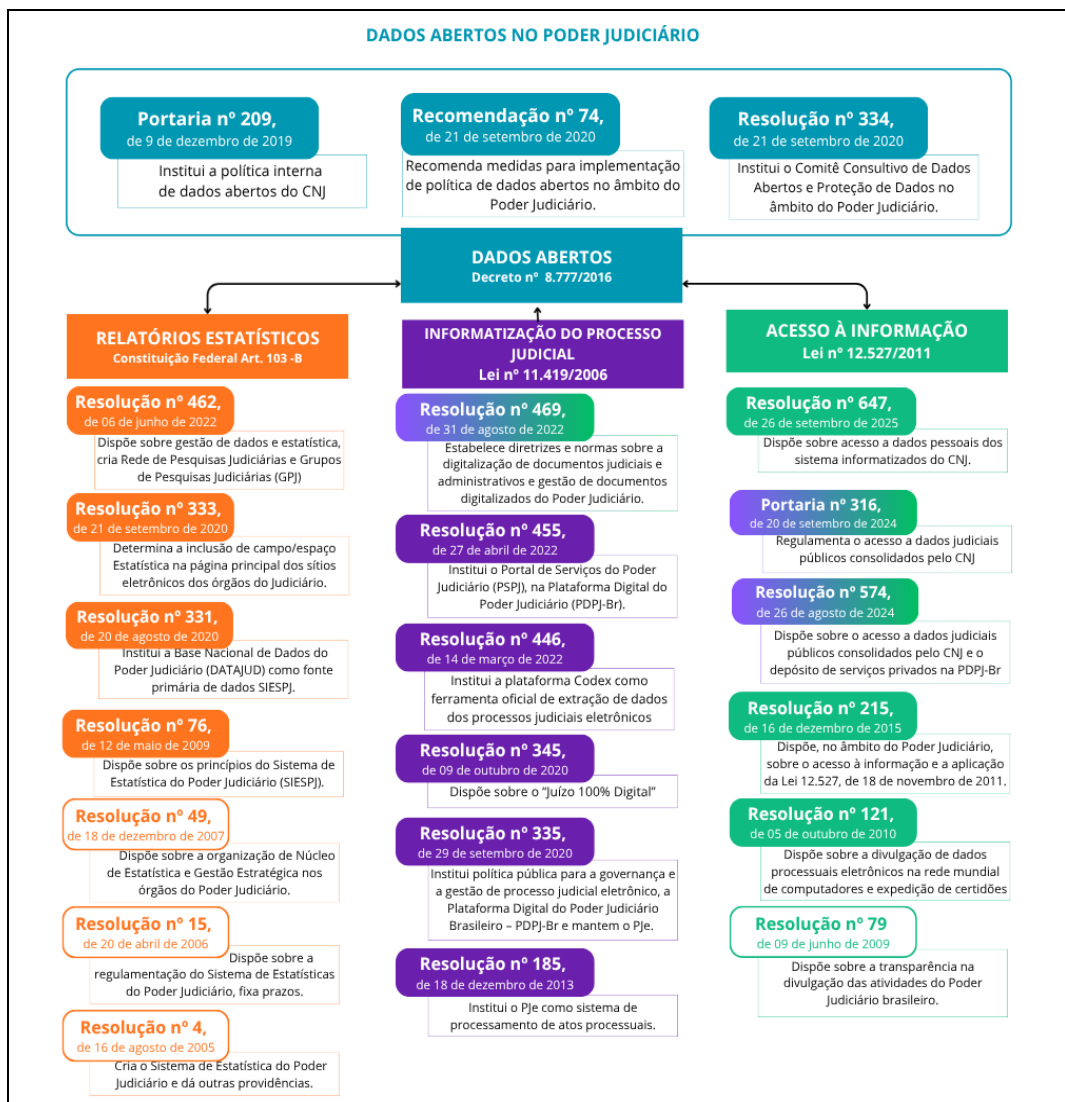 DADOS ABERTOS NO PODER JUDICIÁRIO
Portaria nº 209,
de 9 de dezembro de 2019
Institui a política interna
de dados abertos do CNJ
Recomendação nº 74,
de 21 de setembro de 2020
Recomenda medidas para implementação
de política de dados abertos no âmbito do
Poder Judiciário.
Resolução nº 334,
de 21 de setembro de 2020
Institui o Comitê Consultivo de Dados
Abertos e Proteção de Dados no
âmbito do Poder Judiciário.
DADOS ABERTOS
Decreto nº 8.777/2016
RELATÓRIOS ESTATÍSTICOS
Constituição Federal Art. 103 -B
Resolução nº 462,
de 06 de junho de 2022
Dispõe sobre gestão de dados e estatística,
cria Rede de Pesquisas Judiciárias e Grupos
de Pesquisas Judiciárias (GPJ)
Resolução nº 333,
de 21 de setembro de 2020
Determina a inclusão de campo/espaço
Estatística na página principal dos sítios
eletrônicos dos órgãos do Judiciário.
Resolução nº 331,
de 20 de agosto de 2020
Institui a Base Nacional de Dados do
Poder Judiciário (DATAJUD) como fonte
primária de dados SIESPJ.
Resolução nº 76,
de 12 de maio de 2009
Dispõe sobre os princípios do Sistema de
Estatística do Poder Judiciário (SIESPJ).
Resolução nº 49,
de 18 de dezembro de 2007
Dispõe sobre a organização de Núcleo
de Estatística e Gestão Estratégica nos
órgãos do Poder Judiciário.
Resolução nº 15,
de 20 de abril de 2006
Dispõe sobre a
regulamentação do Sistema de Estatísticas
do Poder Judiciário, fixa prazos.
Resolução nº 4,
de 16 de agosto de 2005
Cria o Sistema de Estatística do Poder
Judiciário e dá outras providências.
INFORMATIZAÇÃO DO PROCESSO
JUDICIAL
Lei nº 11.419/2006
Resolução nº 469,
de 31 de agosto de 2022
Estabelece diretrizes e normas sobre a
digitalização de documentos judiciais e
administrativos e gestão de documentos
digitalizados do Poder Judiciário.
Resolução nº 455,
de 27 de abril de 2022
Institui o Portal de Serviços do Poder
Judiciário (PSPJ), na Plataforma Digital do
Poder Judiciário (PDPJ-Br).
Resolução nº 446,
de 14 de março de 2022
Institui a plataforma Codex como
ferramenta oficial de extração de dados
dos processos judiciais eletrônicos
Resolução nº 345,
de 09 de outubro de 2020
Dispõe sobre o “Juízo 100% Digital”
Resolução nº 335,
de 29 de setembro de 2020
Institui política pública para a governança e
a gestão de processo judicial eletrônico, a
Plataforma Digital do Poder Judiciário
Brasileiro – PDPJ-Br e mantem o PJe.
Resolução nº 185,
de 18 de dezembro de 2013
Institui o PJe como sistema de
processamento de atos processuais.
ACESSO À INFORMAÇÃO
Lei nº 12.527/2011
Resolução nº 647,
de 26 de setembro de 2025
Dispõe sobre acesso a dados pessoais dos
sistema informatizados do CNJ.
Portaria nº 316,
de 20 de setembro de 2024
Regulamenta o acesso a dados judiciais
públicos consolidados pelo CNJ
Resolução nº 574,
de 26 de agosto de 2024
Dispõe sobre o acesso a dados judiciais
públicos consolidados pelo CNJ e o
depósito de serviços privados na PDPJ-Br
Resolução nº 215,
de 16 de dezembro de 2015
Dispõe, no âmbito do Poder Judiciário,
sobre o acesso à informação e a aplicação
da Lei 12.527, de 18 de novembro de 2011.
Resolução nº 121,
de 05 de outubro de 2010
Dispõe sobre a divulgação de dados
processuais eletrônicos na rede mundial
de computadores e expedição de certidões
Resolução nº 79
de 09 de junho de 2009
Dispõe sobre a transparência na
divulgação das atividades do Poder
Judiciário brasileiro.